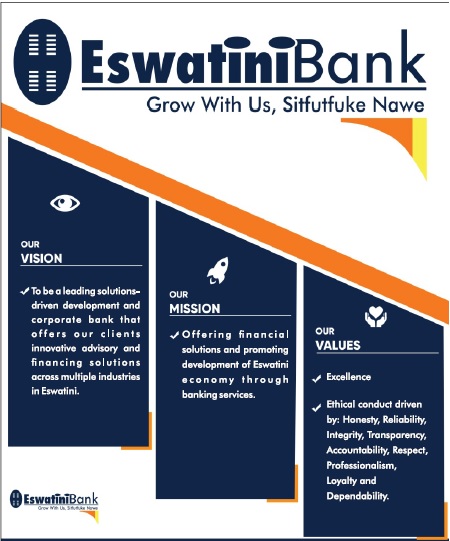 EswatiniBank
Grow With Us, Sitfutfuke Nawe
OUR
VISION
To be a leading solutions-
driven development and
corporate bank that
offers our clients
innovative advisory and
financing solutions
across multiple industries
in Eswatini.
OUR
MISSION
Offering financial
solutions and promoting
development of Eswatini
economy through
banking services.
OUR
VALUES
Excellence
Ethical conduct driven
by: Honesty, Reliability,
Integrity, Transparency,
Accountability, Respect,
Professionalism,
Loyalty and
Dependability.
EswatiniBank
Grow With Us, Sitfutfuke Nawe